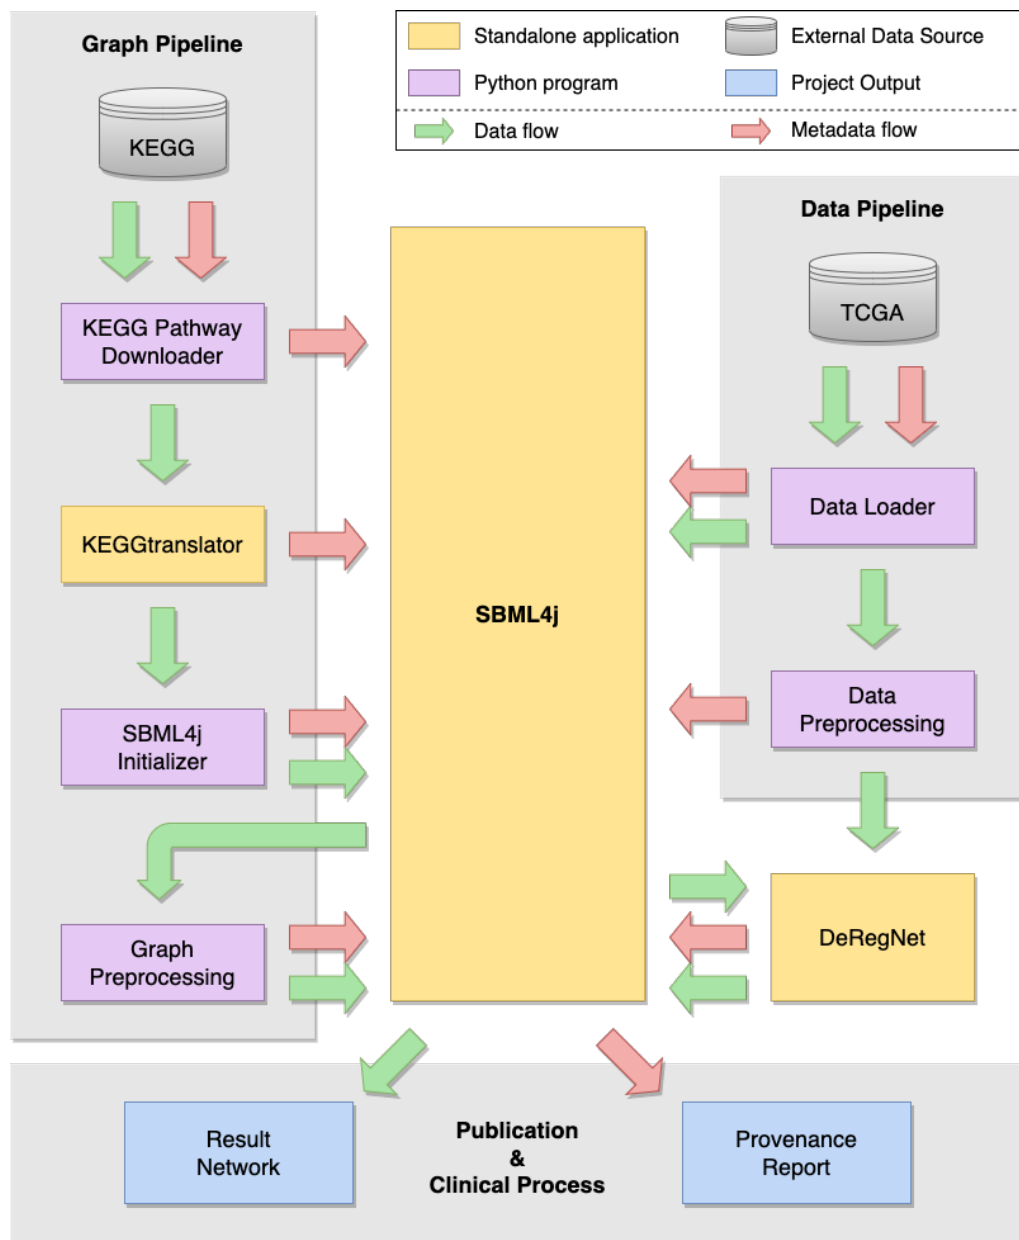 Graph Pipeline
KEGG
KEGG Pathway
Downloader
KEGGtranslator
SBML4j
Initializer
Graph
Preprocessing
Standalone application
External Data Source
Python program
Project Output
Data flow
Metadata flow
SBML4j
Data Pipeline
TCGA
Data Loader
Data
Preprocessing
DeRegNet
Result
Network
Publication
&
Clinical Process
Provenance
Report